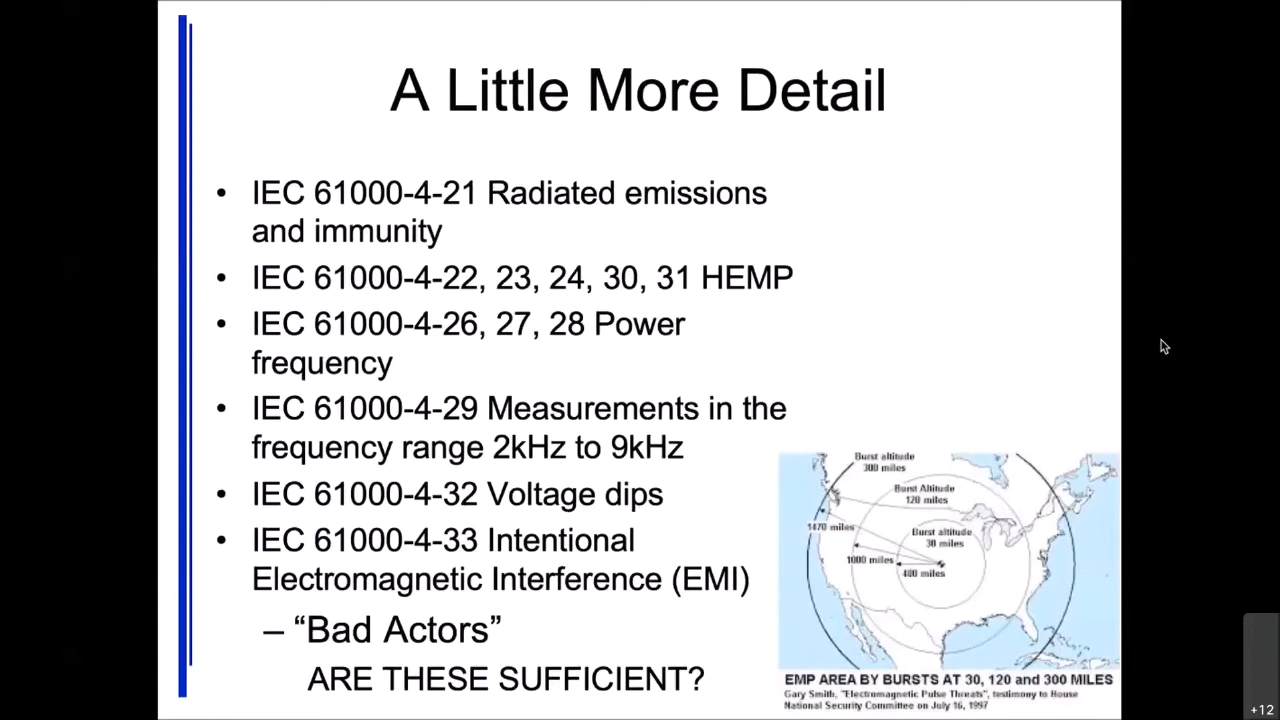 A Little More Detail
• IEC 61000-4-21 Radiated emissions
and immunity
• IEC 61000-4-22, 23, 24, 30, 31 HEMP
• IEC 61000-4-26, 27, 28 Power
frequency
• IEC 61000-4-29 Measurements in the
frequency range 2kHz to 9kHz
• IEC 61000-4-32 Voltage dips
• IEC 61000-4-33 Intentional
Electromagnetic Interference (EMI)
– “Bad Actors”
ARE THESE SUFFICIENT?
Burst altitude
300 miles
Burst Altitude
120 miles
1470 miles
Burst altitude
30 miles
1000 miles
480 miles
EMP AREA BY BURSTS AT 30, 120 and 300 MILES
Gary Smith, "Electromagnetic Pulse Threats", testimony to House
National Security Committee on July 16, 1997
+12